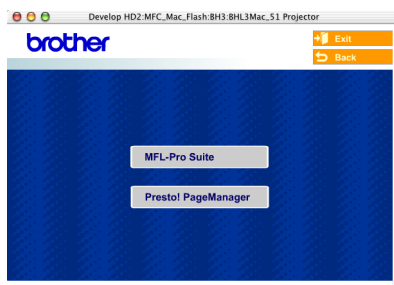 Develop HD2:MFC_Mac_Flash:BH3:BHL3Mac_51 Projector
brother
Exit
Back
MFL-Pro Suite
Presto! PageManager